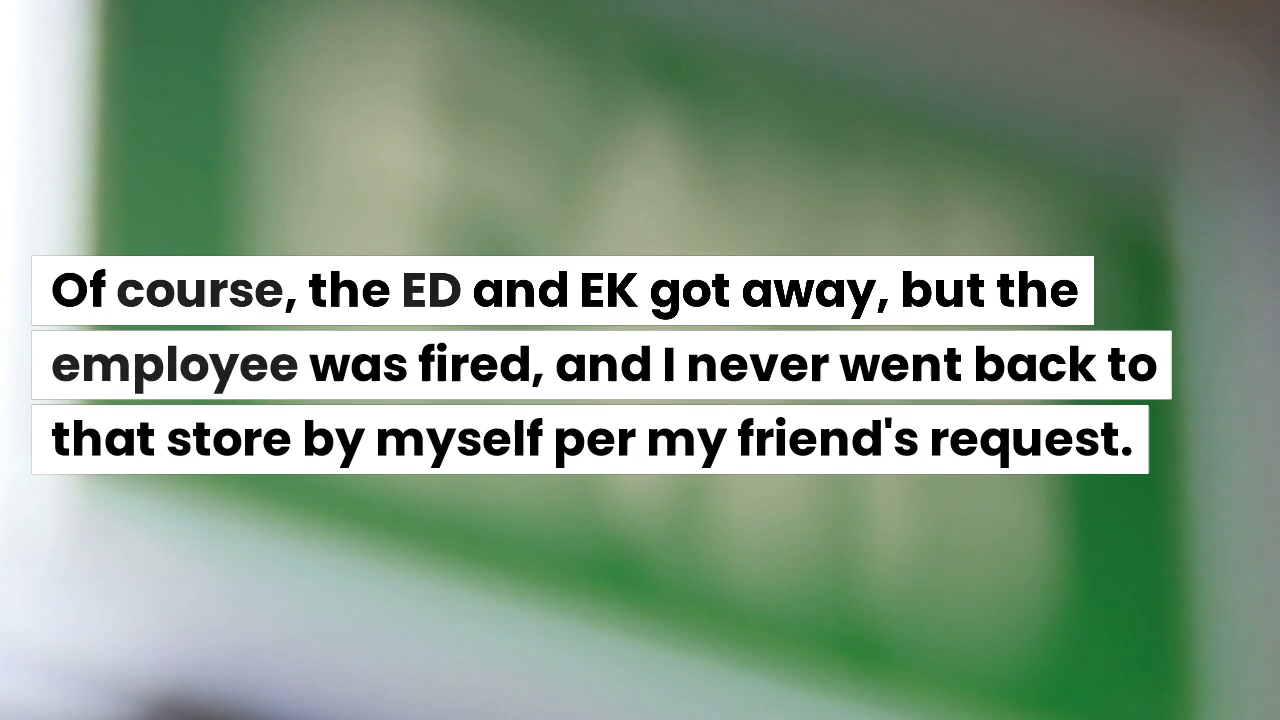 Of course, the ED and EK got away, but the
employee was fired, and I never went back to
that store by myself per my friend's request.